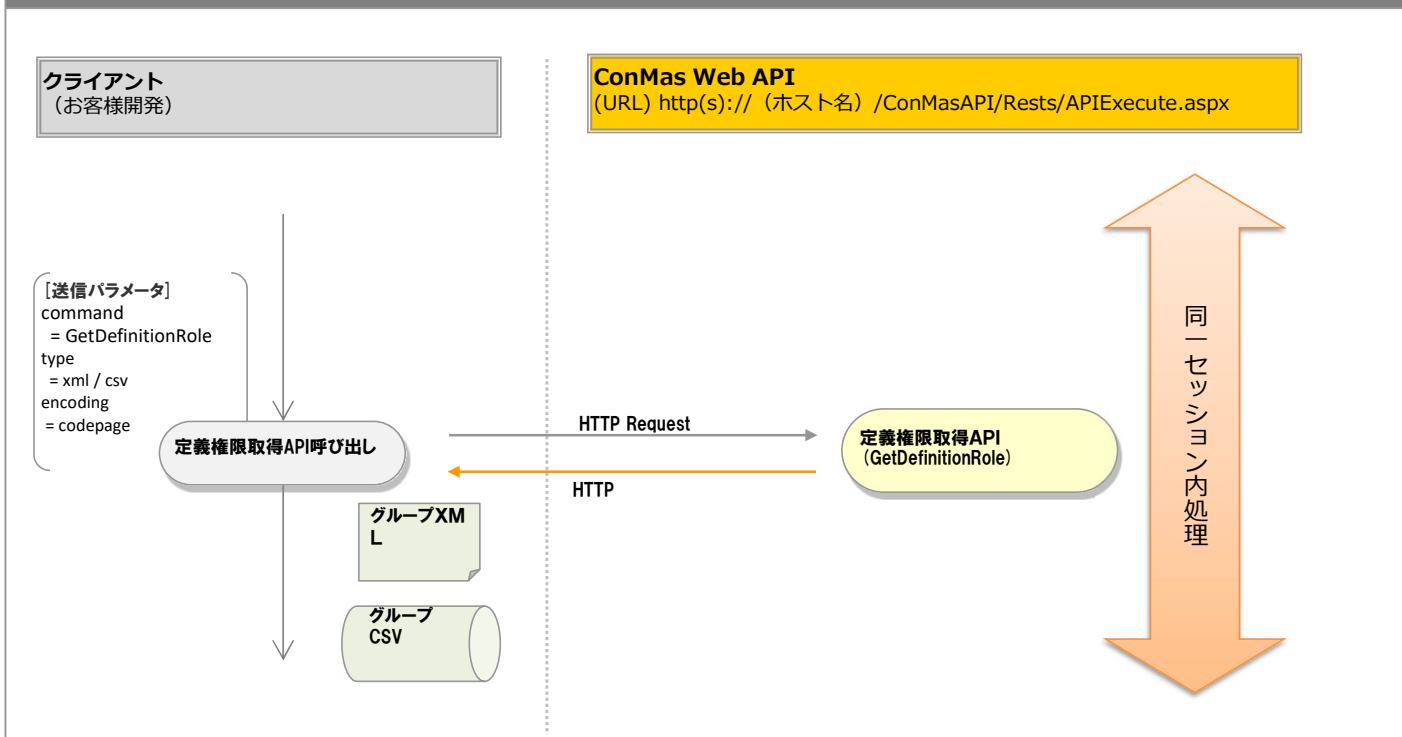 クライアント
（お客様開発）
ConMas Web API
(URL) http(s)://（ホスト名）/ConMasAPI/Rests/APIExecute.aspx
[送信パラメータ]
command
= GetDefinitionRole
type
= xml / csv
encoding
= codepage
定義権限取得API呼び出し
HTTP Request
HTTP
定義権限取得API
（GetDefinitionRole）
グループXM
L
グループ
CSV
同一セッション内処理